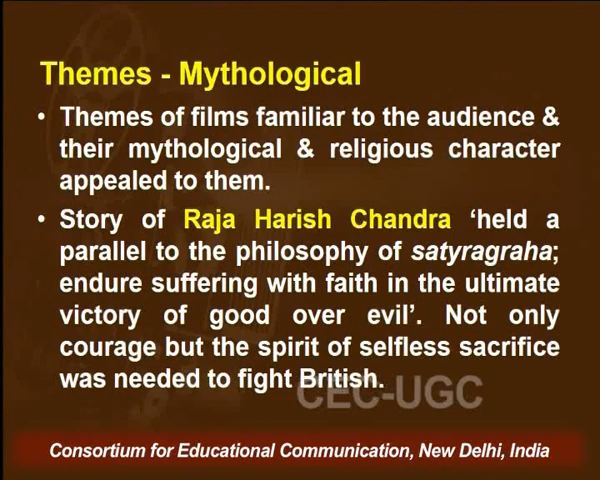 Themes - Mythological
• Themes of films familiar to the audience &
their mythological & religious character
appealed to them.
• Story of Raja Harish Chandra ‘held a
parallel to the philosophy of satyragraha;
endure suffering with faith in the ultimate
victory of good over evil’. Not only
courage but the spirit of selfless sacrifice
was needed to fight British.
CEC-UGC
Consortium for Educational Communication, New Delhi, India